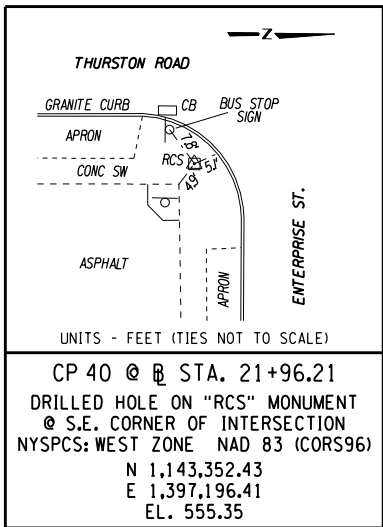 Z
THURSTON ROAD
GRANITE CURB
CB
BUS STOP
SIGN
APRON
7.8'
RCS
5.1'
4.9'
CONC SW
ASPHALT
APRON
ENTERPRISE ST.
UNITS - FEET (TIES NOT TO SCALE)
CP 40 @ BL STA. 21+96.21
DRILLED HOLE ON "RCS" MONUMENT
@ S.E. CORNER OF INTERSECTION
NYSPCS: WEST ZONE NAD 83 (CORS96)
N 1,143,352.43
E 1,397,196.41
EL. 555.35